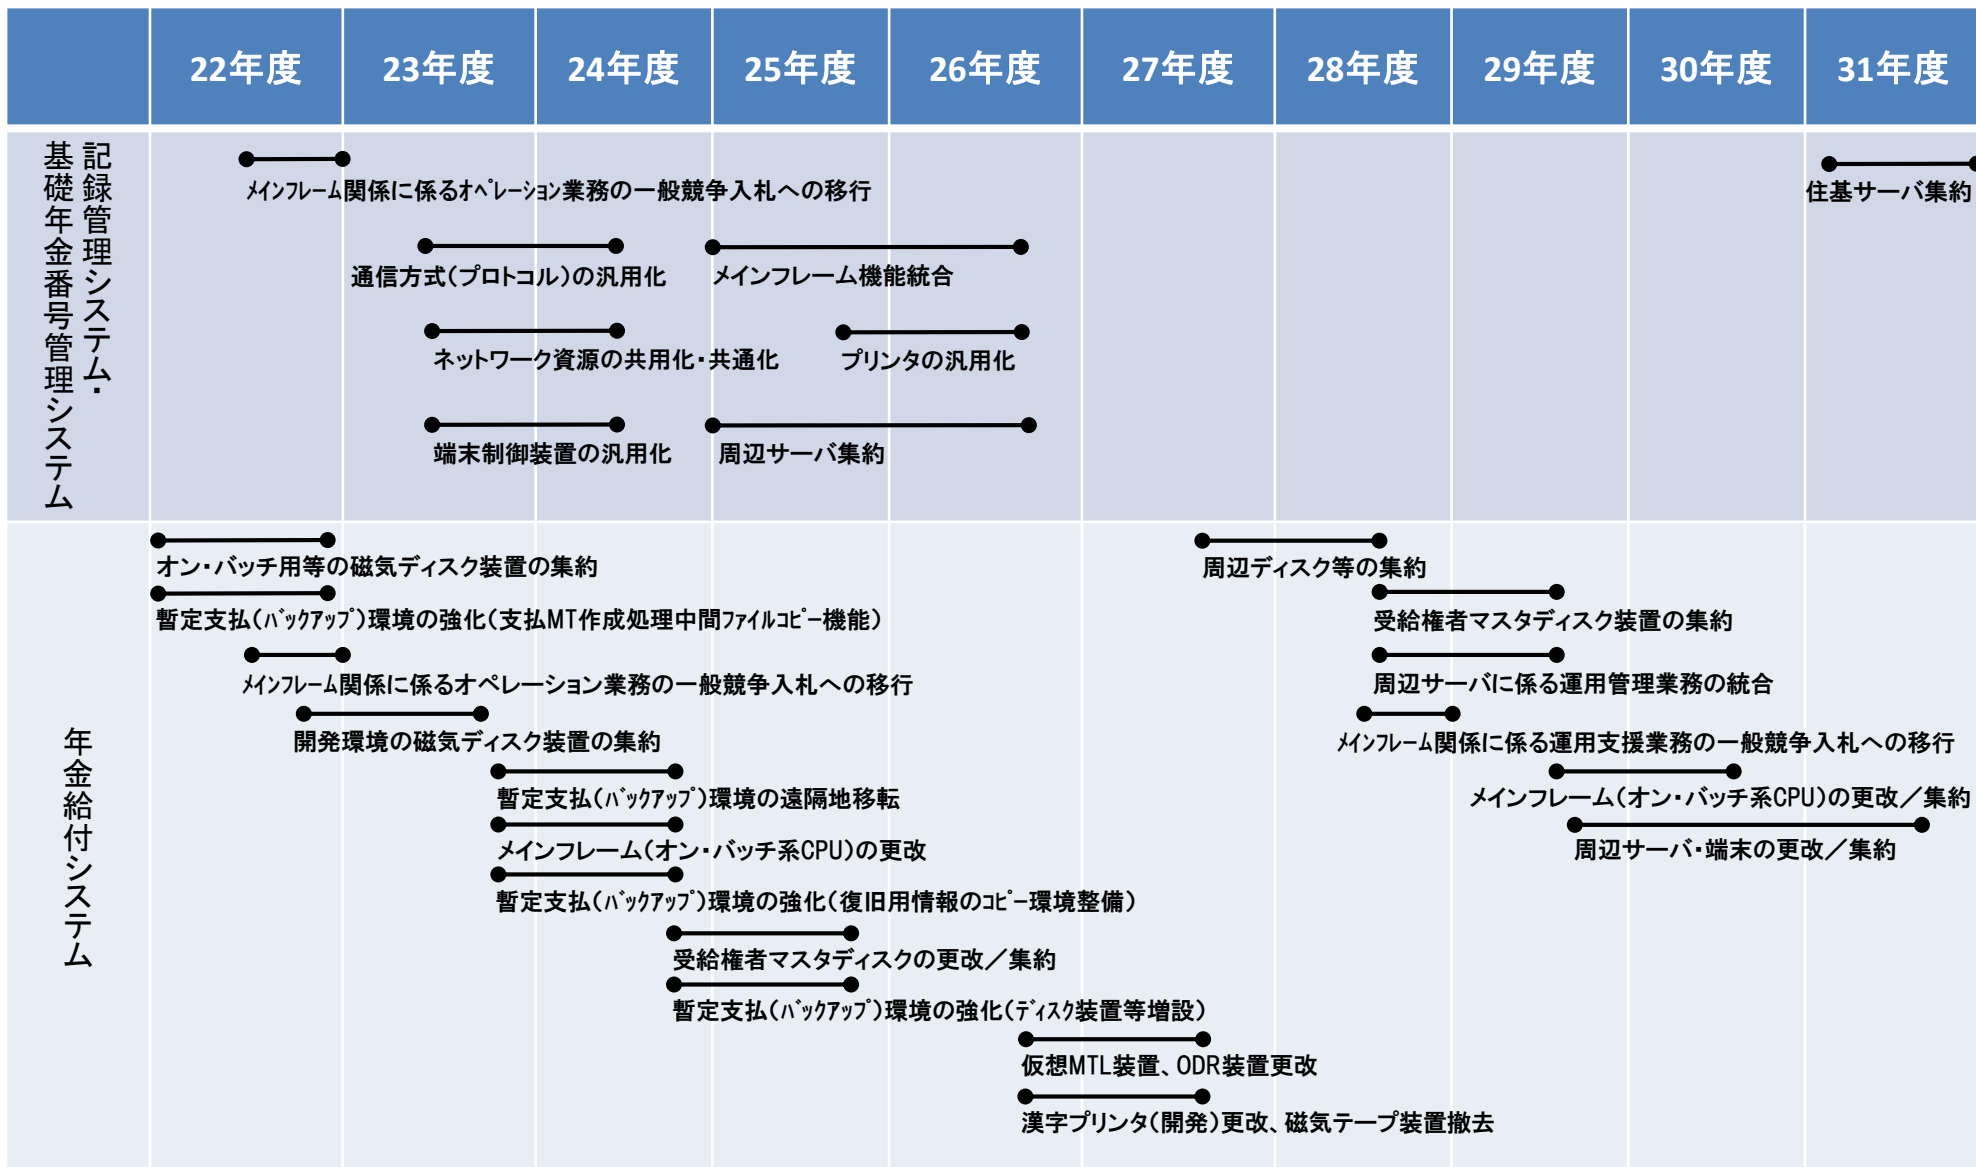 22年度
23年度
24年度
25年度
26年度
27年度
28年度
29年度
30年度
31年度
記録管理システム・
基礎年金番号管理システム
ﾒｲﾝﾌﾚｰﾑ関係に係るｵﾍﾟﾚｰｼｮﾝ業務の一般競争入札への移行
住基サーバ集約
通信方式（プロトコル）の汎用化
メインフレーム機能統合
ネットワーク資源の共用化・共通化
プリンタの汎用化
端末制御装置の汎用化
周辺サーバ集約
年金給付システム
オン・バッチ用等の磁気ディスク装置の集約
周辺ディスク等の集約
暫定支払（ﾊﾞｯｸｱｯﾌﾟ）環境の強化（支払MT作成処理中間ﾌｧｲﾙｺﾋﾟｰ機能）
受給権者マスタディスク装置の集約
ﾒｲﾝﾌﾚｰﾑ関係に係るオペレーション業務の一般競争入札への移行
周辺サーバに係る運用管理業務の統合
開発環境の磁気ディスク装置の集約
ﾒｲﾝﾌﾚｰﾑ関係に係る運用支援業務の一般競争入札への移行
暫定支払（ﾊﾞｯｸｱｯﾌﾟ）環境の遠隔地移転
メインフレーム（オン・バッチ系CPU）の更改／集約
メインフレーム（オン・バッチ系CPU）の更改
周辺サーバ・端末の更改／集約
暫定支払（ﾊﾞｯｸｱｯﾌﾟ）環境の強化（復旧用情報のｺﾋﾟｰ環境整備）
受給権者マスタディスクの更改／集約
暫定支払（ﾊﾞｯｸｱｯﾌﾟ）環境の強化（ﾃﾞｨｽｸ装置等増設）
仮想MTL装置、ODR装置更改
漢字プリンタ（開発）更改、磁気テープ装置撤去